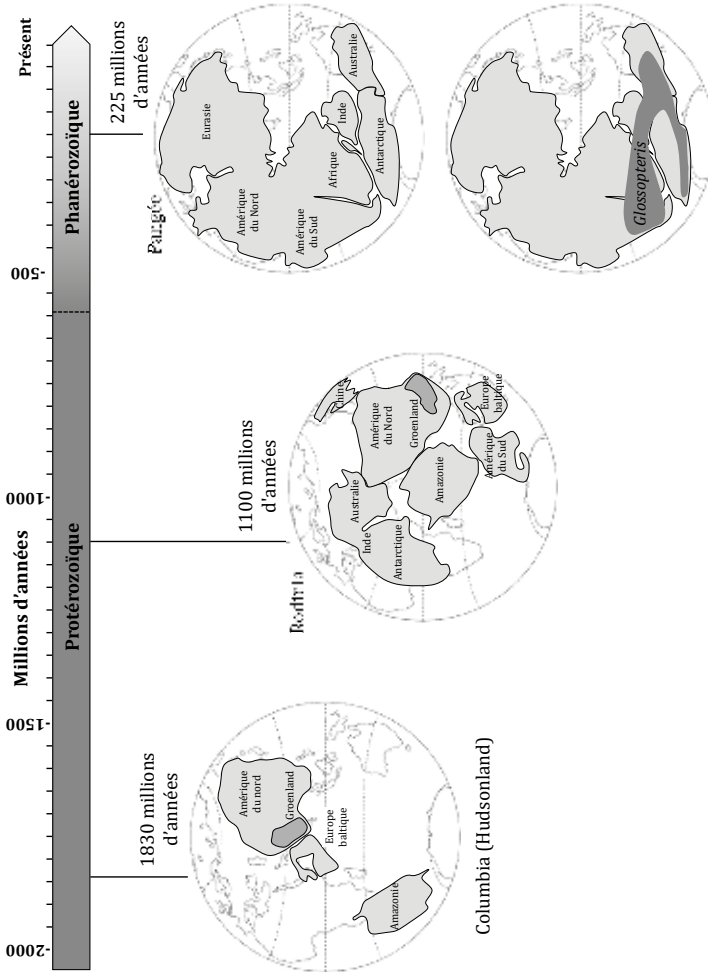 Millions d'années
-2000
-1500
-1000
-500
Présent
Protérozoïque
Phanérozoïque
1830 millions
d'années
1100 millions
d'années
225 millions
d'années
Amérique
du nord
Groenland
Europe
baltique
Amazonie
Columbia (Hudsonland)
Rodinia
Chine
Amérique
du Nord
Groenland
Australie
Inde
Antarctique
Amazonie
Europe
baltique
Amérique
du Sud
Pangée
Eurasie
Amérique
du Nord
Amérique
du Sud
Afrique
Inde
Australie
Antarctique
Glossopteris